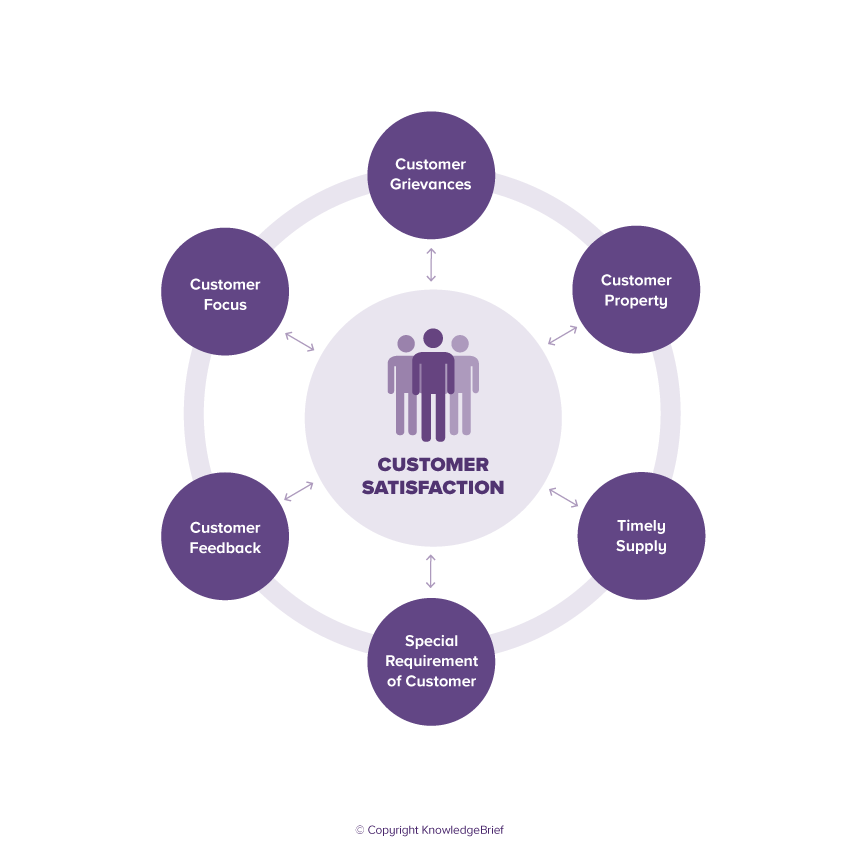 Customer
Grievances
Customer
Property
Timely
Supply
Special
Requirement
of Customer
Customer
Feedback
Customer
Focus
CUSTOMER
SATISFACTION
© Copyright KnowledgeBrief